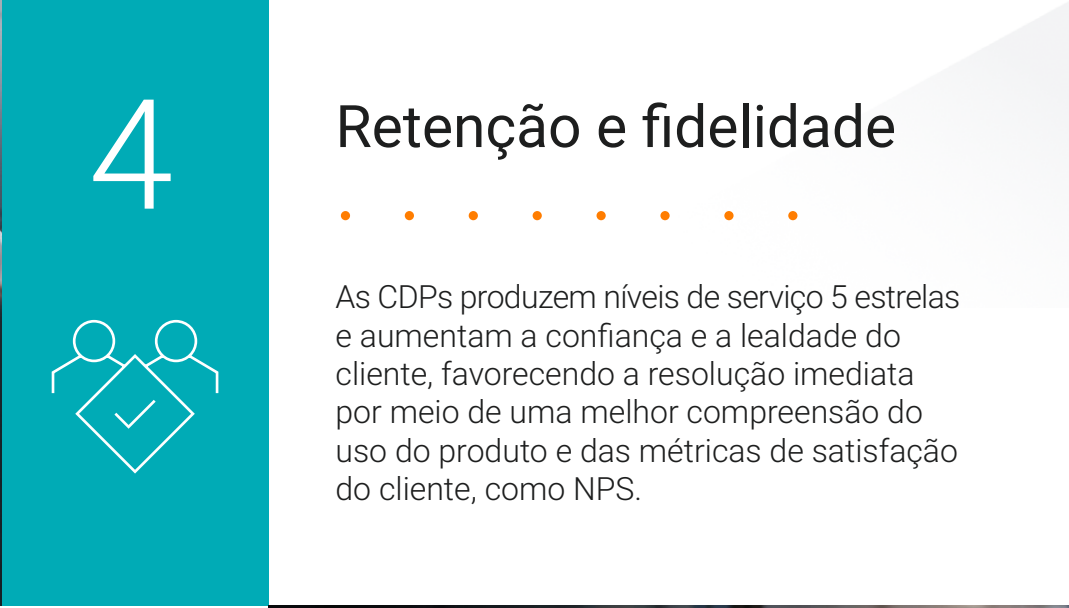 4
Retenção e fidelidade
As CDPs produzem níveis de serviço 5 estrelas
e aumentam a confiança e a lealdade do
cliente, favorecendo a resolução imediata
por meio de uma melhor compreensão do
uso do produto e das métricas de satisfação
do cliente, como NPS.